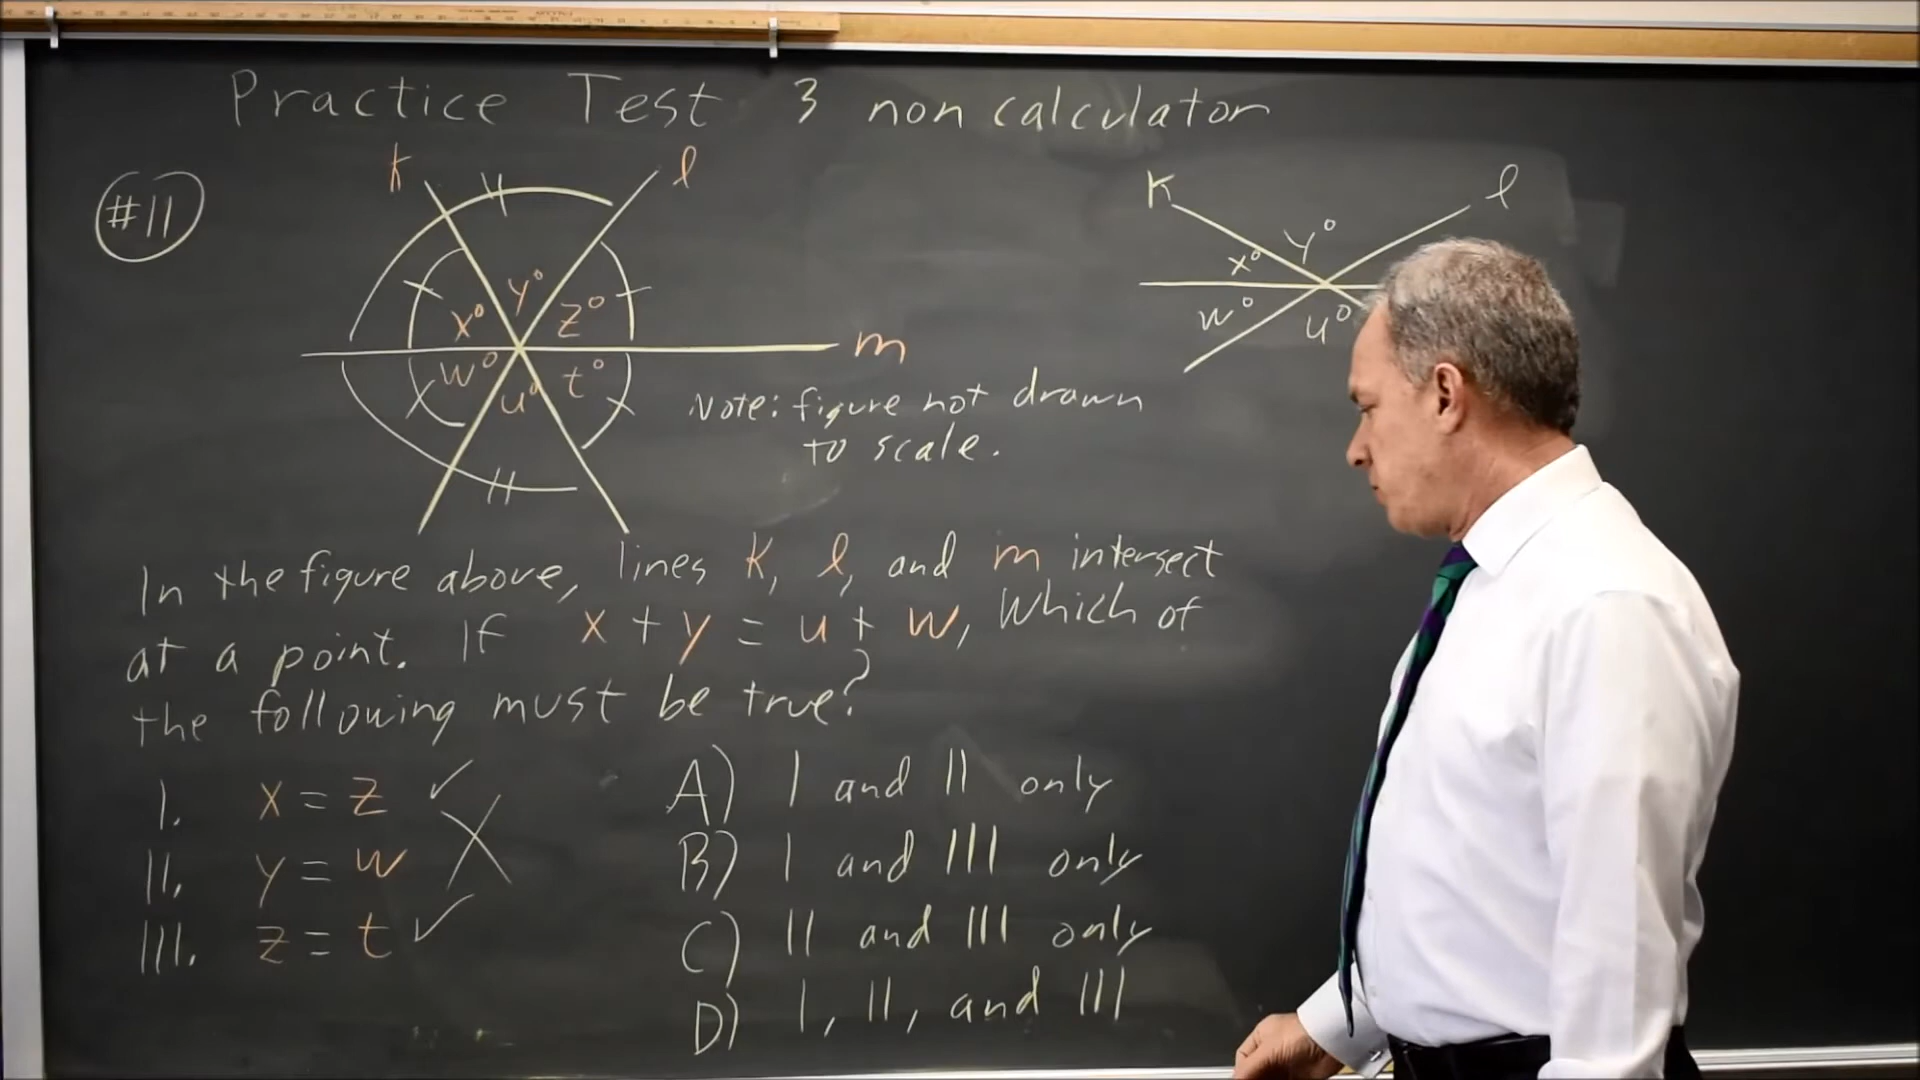 Practice Test 3 non calculator
#11
k l
x° y° z°
w° u° t°
m
Note: figure not drawn
to scale.
K l
x° y°
w° u°
In the figure above, lines k, l, and m intersect
at a point. If x + y = u + w, Which of
the following must be true?
I. x = z ✓
II. y = w X
III. z = t ✓
A) I and II only
B) I and III only
C) II and III only
D) I, II, and III